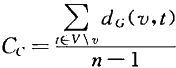 C_C = \frac{\sum_{t \in V \setminus v} d_G(v, t)}{n - 1}